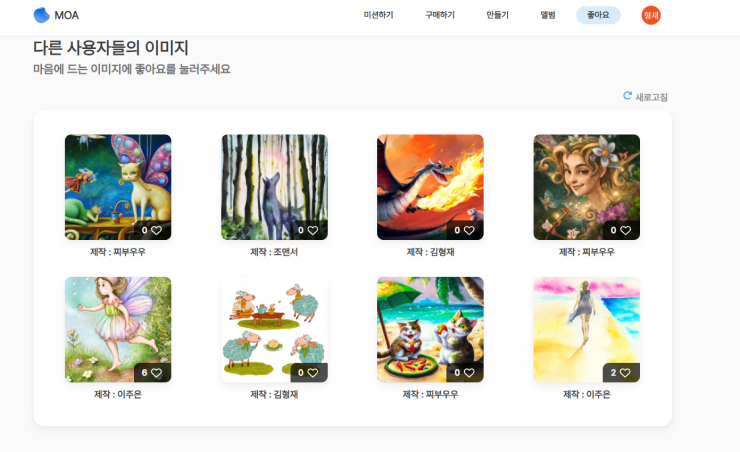 MOA 미션하기 구매하기 만들기 앨범 좋아요 형재
다른 사용자들의 이미지
마음에 드는 이미지에 좋아요를 눌러주세요
새로고침
0 0 0 0
제작 : 찌부우우 제작 : 조맨서 제작 : 김형재 제작 : 찌부우우
6 0 0 2
제작 : 이주은 제작 : 김형재 제작 : 찌부우우 제작 : 이주은